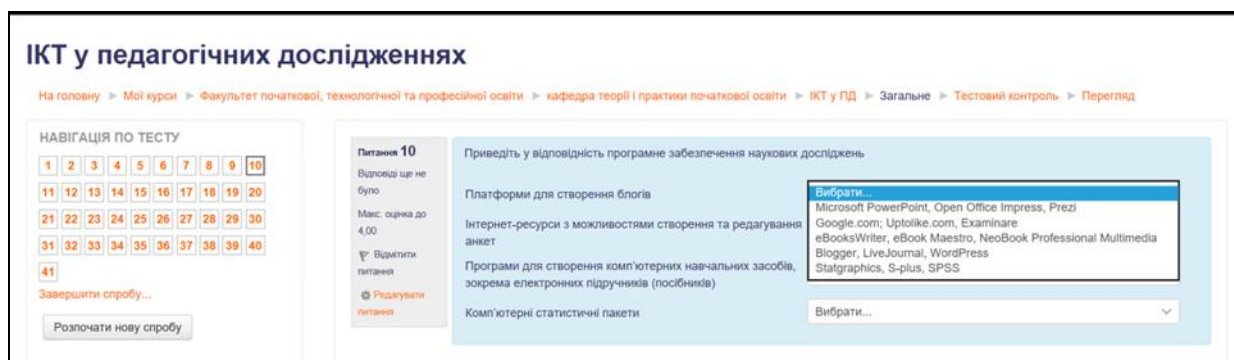 ІКТ у педагогічних дослідженнях
На головну ► Мої курси ► Факультет початкової, технологічної та професійної освіти ► кафедра теорії і практики початкової освіти ► ІКТ у ПД ► Загальне ► Тестовий контроль ► Перегляд
НАВІГАЦІЯ ПО ТЕСТУ
1 2 3 4 5 6 7 8 9 10
11 12 13 14 15 16 17 18 19 20
21 22 23 24 25 26 27 28 29 30
31 32 33 34 35 36 37 38 39 40
41
Завершити спробу...
Розпочати нову спробу
Питання 10
Відповіді ще не
було
Макс. оцінка до
4,00
Відмітити
питання
Редагувати
питання
Приведіть у відповідність програмне забезпечення наукових досліджень
Платформи для створення блогів
Інтернет-ресурси з можливостями створення та редагування
анкет
Програми для створення комп'ютерних навчальних засобів,
зокрема електронних підручників (посібників)
Комп'ютерні статистичні пакети
Вибрати...
Microsoft PowerPoint, Open Office Impress, Prezi
Google.com; Uptolike.com, Examinare
eBooksWriter, eBook Maestro, NeoBook Professional Multimedia
Blogger, LiveJournal, WordPress
Statgraphics, S-plus, SPSS
Вибрати...